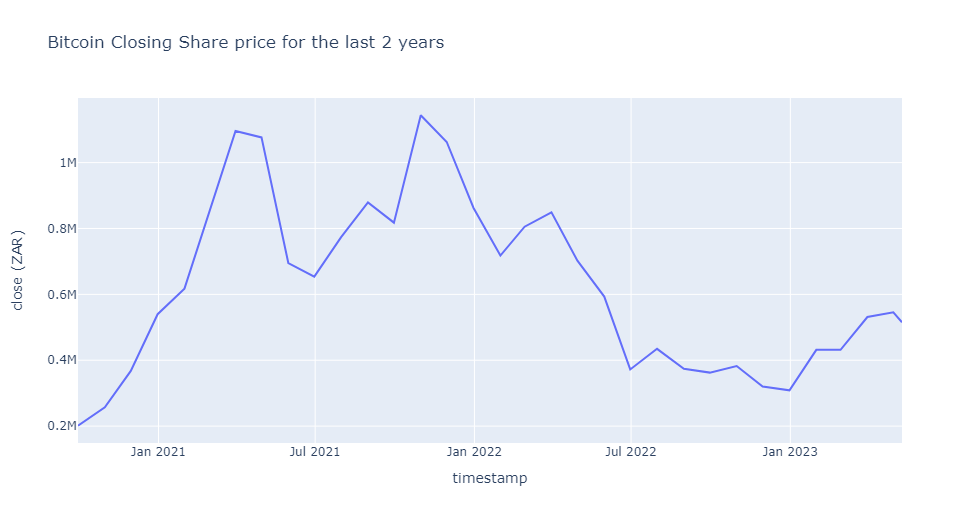 Bitcoin Closing Share price for the last 2 years
close (ZAR)
1M
0.8M
0.6M
0.4M
0.2M
Jan 2021 Jul 2021 Jan 2022 Jul 2022 Jan 2023
timestamp